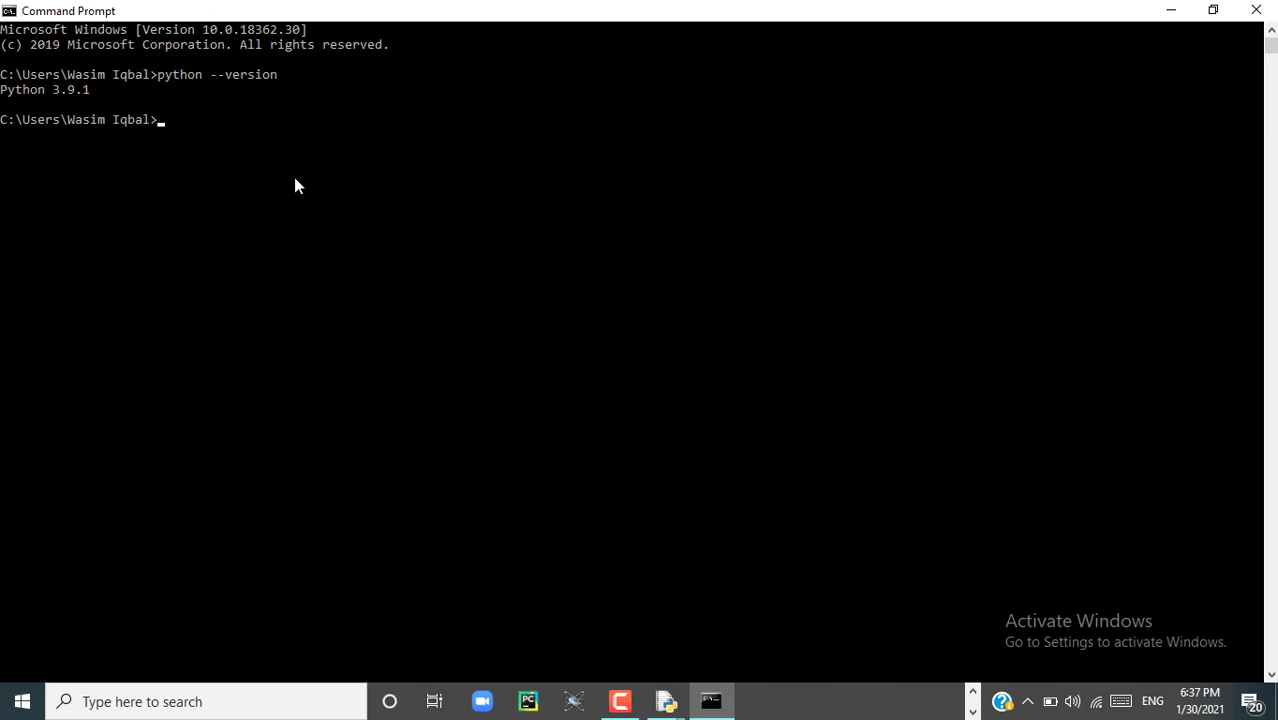 Command Prompt
Microsoft Windows [Version 10.0.18362.30]
(c) 2019 Microsoft Corporation. All rights reserved.
C:\Users\Wasim Iqbal>python --version
Python 3.9.1
C:\Users\Wasim Iqbal>_
Activate Windows
Go to Settings to activate Windows.
Type here to search
PC
ENG
6:37 PM
1/30/2021
20